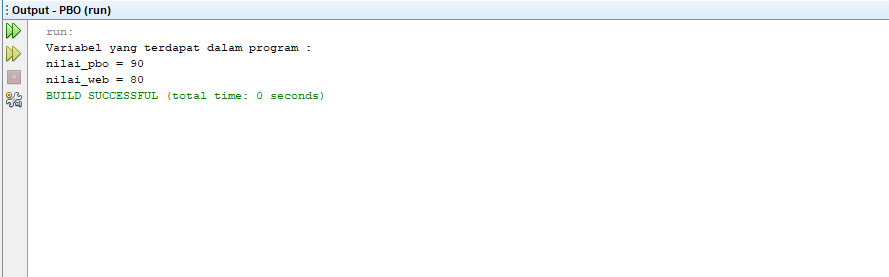 Output - PBO (run)
run:
Variabel yang terdapat dalam program :
nilai_pbo = 90
nilai_web = 80
BUILD SUCCESSFUL (total time: 0 seconds)